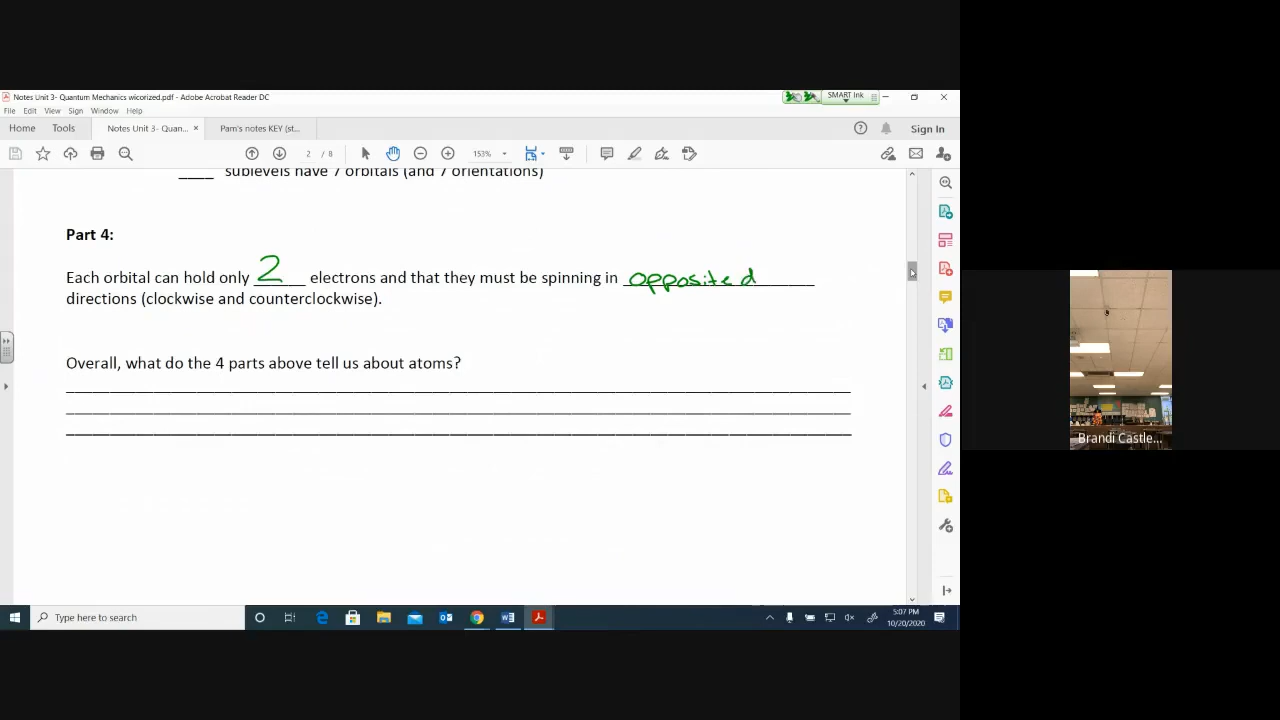 Notes Unit 3- Quantum Mechanics wicorized.pdf - Adobe Acrobat Reader DC
SMART Ink
File Edit View Sign Window Help
Home Tools Notes Unit 3- Quan... × Pam's notes KEY (st... Sign In
2 / 8 153%
____ sublevels have 7 orbitals (and 7 orientations)
Part 4:
Each orbital can hold only 2 electrons and that they must be spinning in opposite d
directions (clockwise and counterclockwise).
Overall, what do the 4 parts above tell us about atoms?
Brandi Castle...
Type here to search
5:07 PM
10/20/2020